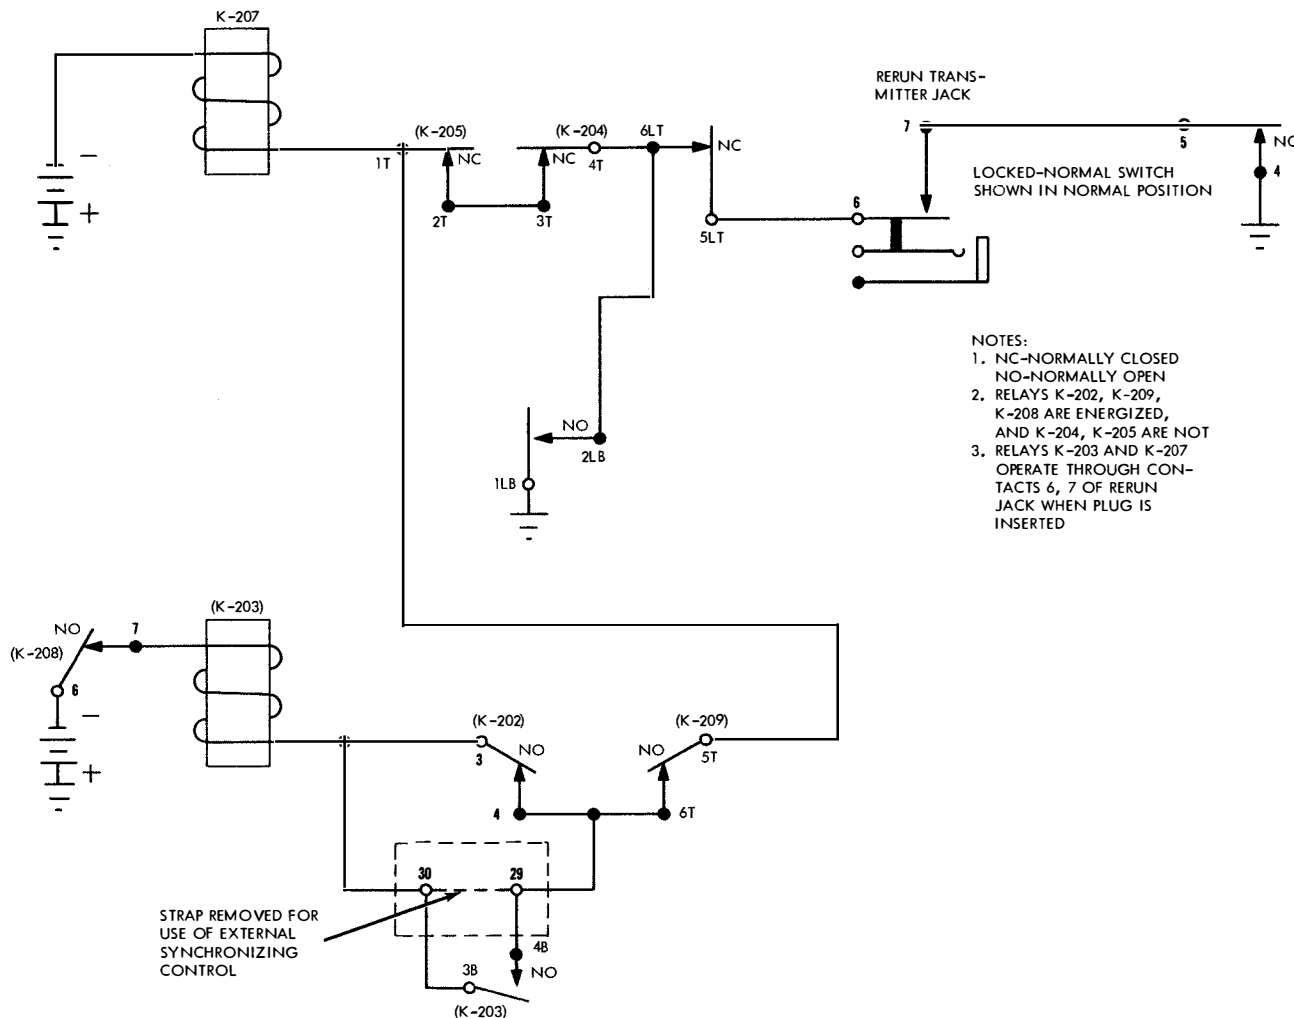 K-207
RERUN TRANS-
MITTER JACK
(K-205)
(K-204)
6LT
7
1T
NC
NC
4T
NC
5
NC
4
LOCKED-NORMAL SWITCH
SHOWN IN NORMAL POSITION
−
+
2T
3T
5LT
6
NOTES:
1. NC-NORMALLY CLOSED
NO-NORMALLY OPEN
2. RELAYS K-202, K-209,
K-208 ARE ENERGIZED,
AND K-204, K-205 ARE NOT
3. RELAYS K-203 AND K-207
OPERATE THROUGH CON-
TACTS 6, 7 OF RERUN
JACK WHEN PLUG IS
INSERTED
NO
2LB
1LB
(K-203)
NO
7
(K-208)
6
−
+
(K-202)
(K-209)
3
NO
NO
5T
4
6T
30
29
STRAP REMOVED FOR
USE OF EXTERNAL
SYNCHRONIZING
CONTROL
4B
3B
NO
(K-203)